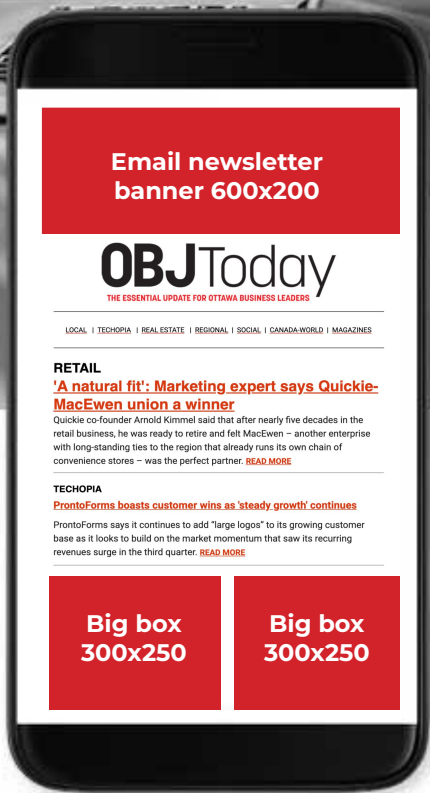 Email newsletter
banner 600x200
OBJToday
THE ESSENTIAL UPDATE FOR OTTAWA BUSINESS LEADERS
LOCAL | TECHOPIA | REAL ESTATE | REGIONAL | SOCIAL | CANADA-WORLD | MAGAZINES
RETAIL
'A natural fit': Marketing expert says Quickie-
MacEwen union a winner
Quickie co-founder Arnold Kimmel said that after nearly five decades in the
retail business, he was ready to retire and felt MacEwen – another enterprise
with long-standing ties to the region that already runs its own chain of
convenience stores – was the perfect partner. READ MORE
TECHOPIA
ProntoForms boasts customer wins as 'steady growth' continues
ProntoForms says it continues to add “large logos” to its growing customer
base as it looks to build on the market momentum that saw its recurring
revenues surge in the third quarter. READ MORE
Big box
300x250
Big box
300x250